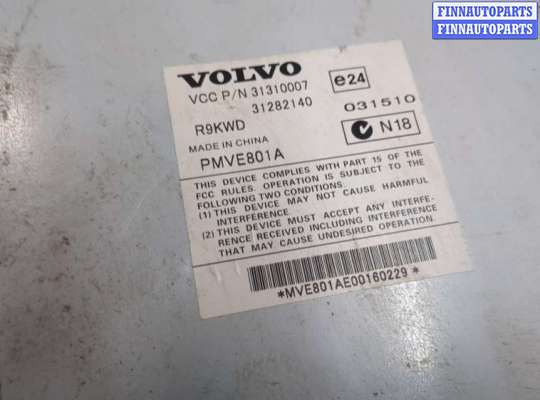 FINNAUTOPARTS
FINNAUTOPARTS
VOLVO
VCC P/N 31310007
31282140
e24
031510
R9KWD
N18
MADE IN CHINA
PMVE801A
THIS DEVICE COMPLIES WITH PART 15 OF THE
FCC RULES. OPERATION IS SUBJECT TO THE
FOLLOWING TWO CONDITIONS.
(1) THIS DEVICE MAY NOT CAUSE HARMFUL
INTERFERENCE.
(2) THIS DEVICE MUST ACCEPT ANY INTERFE-
RENCE RECEIVED INCLUDING INTERFERENCE
THAT MAY CAUSE UNDESIRED OPERATION.
*MVE801AE00160229*